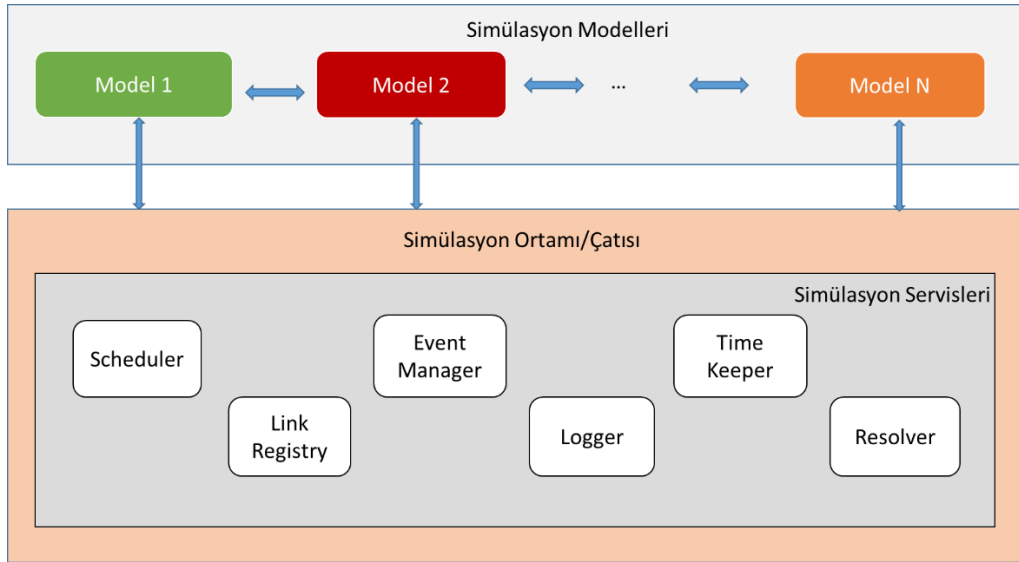 Simülasyon Modelleri
Model 1
Model 2
...
Model N
Simülasyon Ortamı/Çatısı
Simülasyon Servisleri
Scheduler
Event
Manager
Time
Keeper
Link
Registry
Logger
Resolver